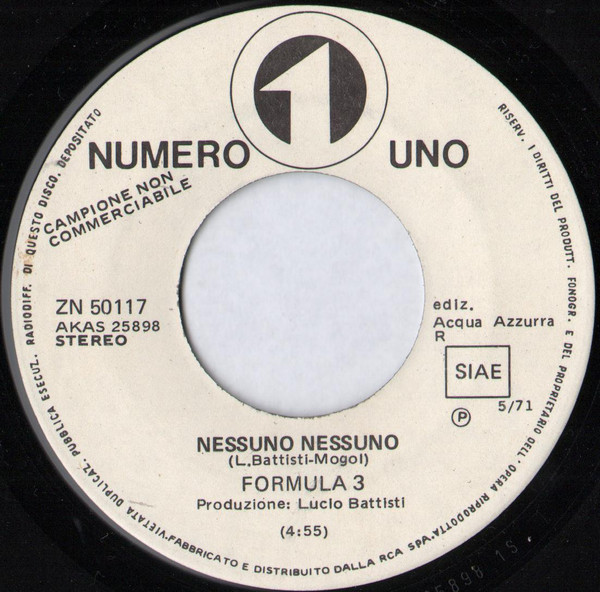 1
NUMERO UNO
CAMPIONE NON
COMMERCIABILE
ZN 50117
AKAS 25898
STEREO
ediz.
Acqua Azzurra
R
SIAE
Ⓟ 5/71
NESSUNO NESSUNO
(L.Battisti-Mogol)
FORMULA 3
Produzione: Lucio Battisti
(4:55)
RISERV. I DIRITTI DEL PRODUTT. FONOGR. E DEL PROPRIETARIO DELL'OPERA RIPRODOTTA. VIETATA DUPLICAZ. PUBBLICA ESECUZ. RADIODIFF. DI QUESTO DISCO. DEPOSITATO
FABBRICATO E DISTRIBUITO DALLA RCA SPA.